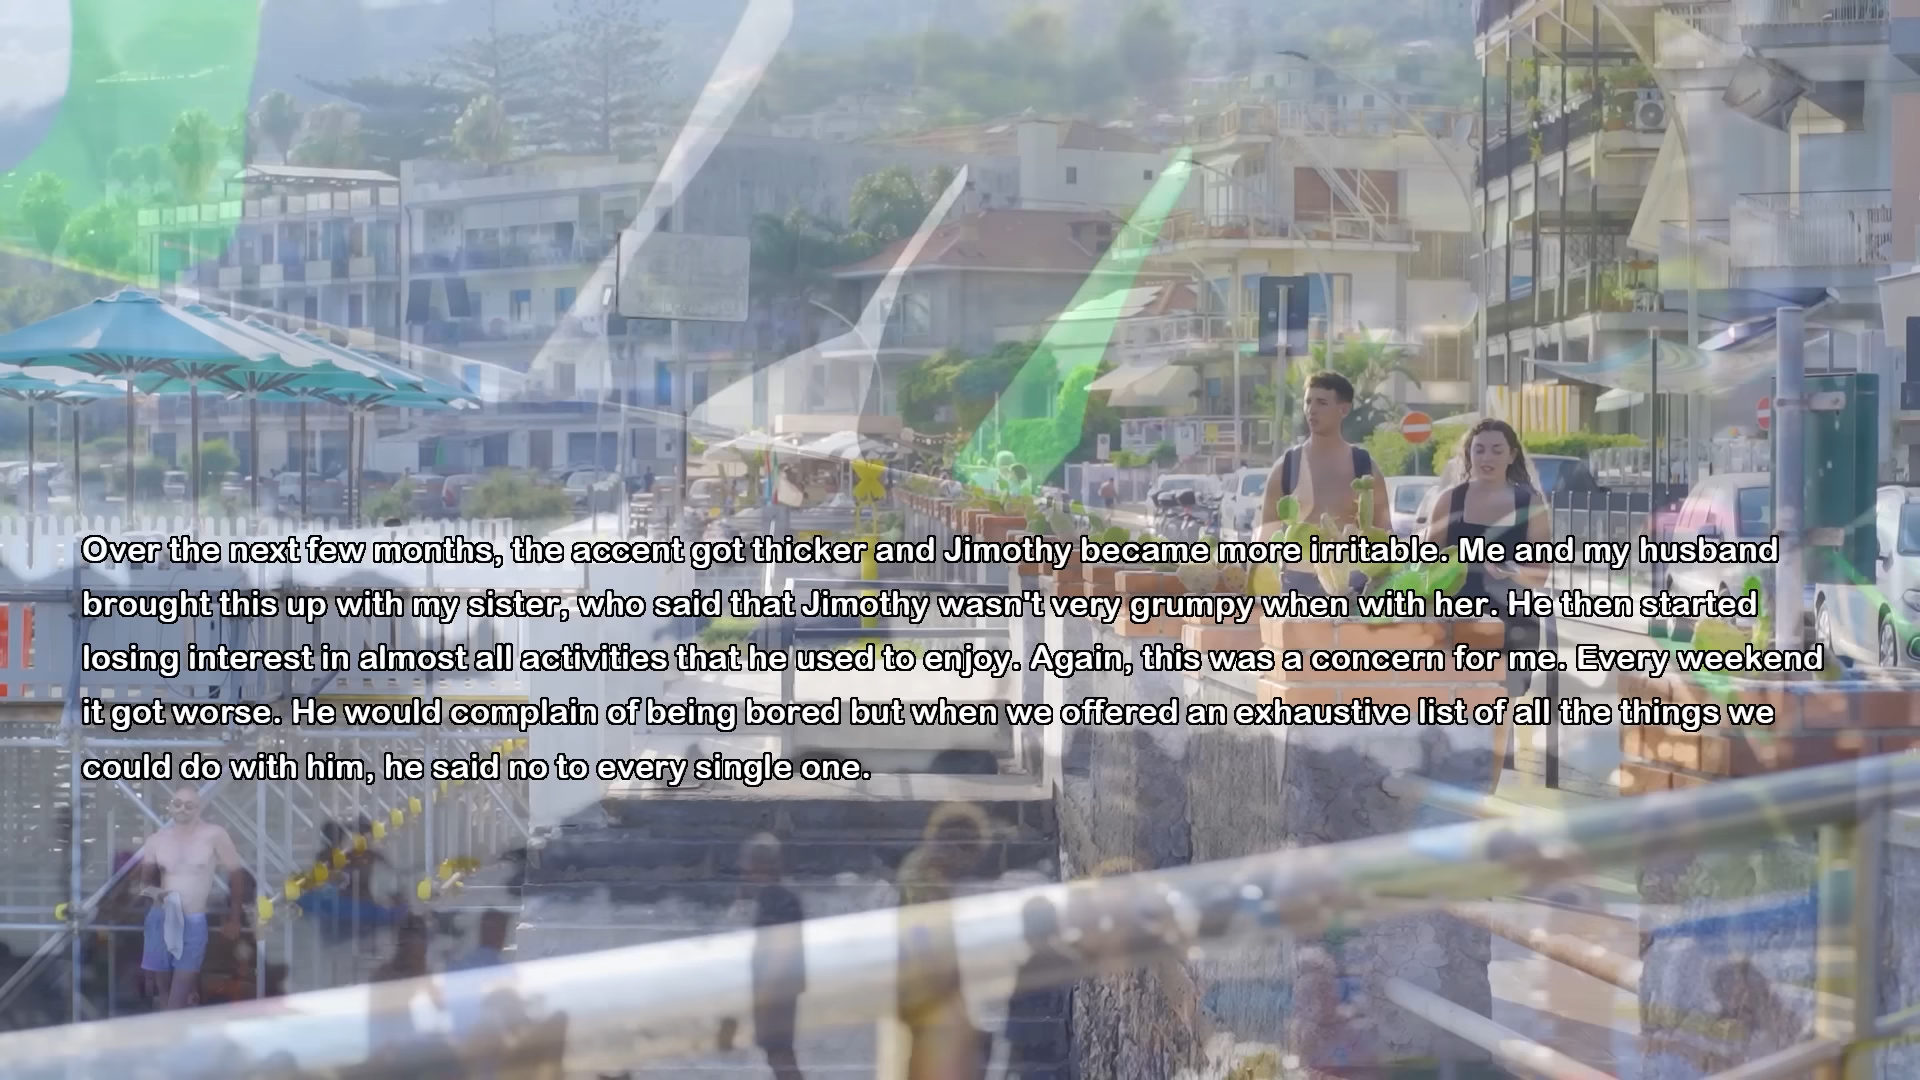 Over the next few months, the accent got thicker and Jimothy became more irritable. Me and my husband
brought this up with my sister, who said that Jimothy wasn't very grumpy when with her. He then started
losing interest in almost all activities that he used to enjoy. Again, this was a concern for me. Every weekend
it got worse. He would complain of being bored but when we offered an exhaustive list of all the things we
could do with him, he said no to every single one.